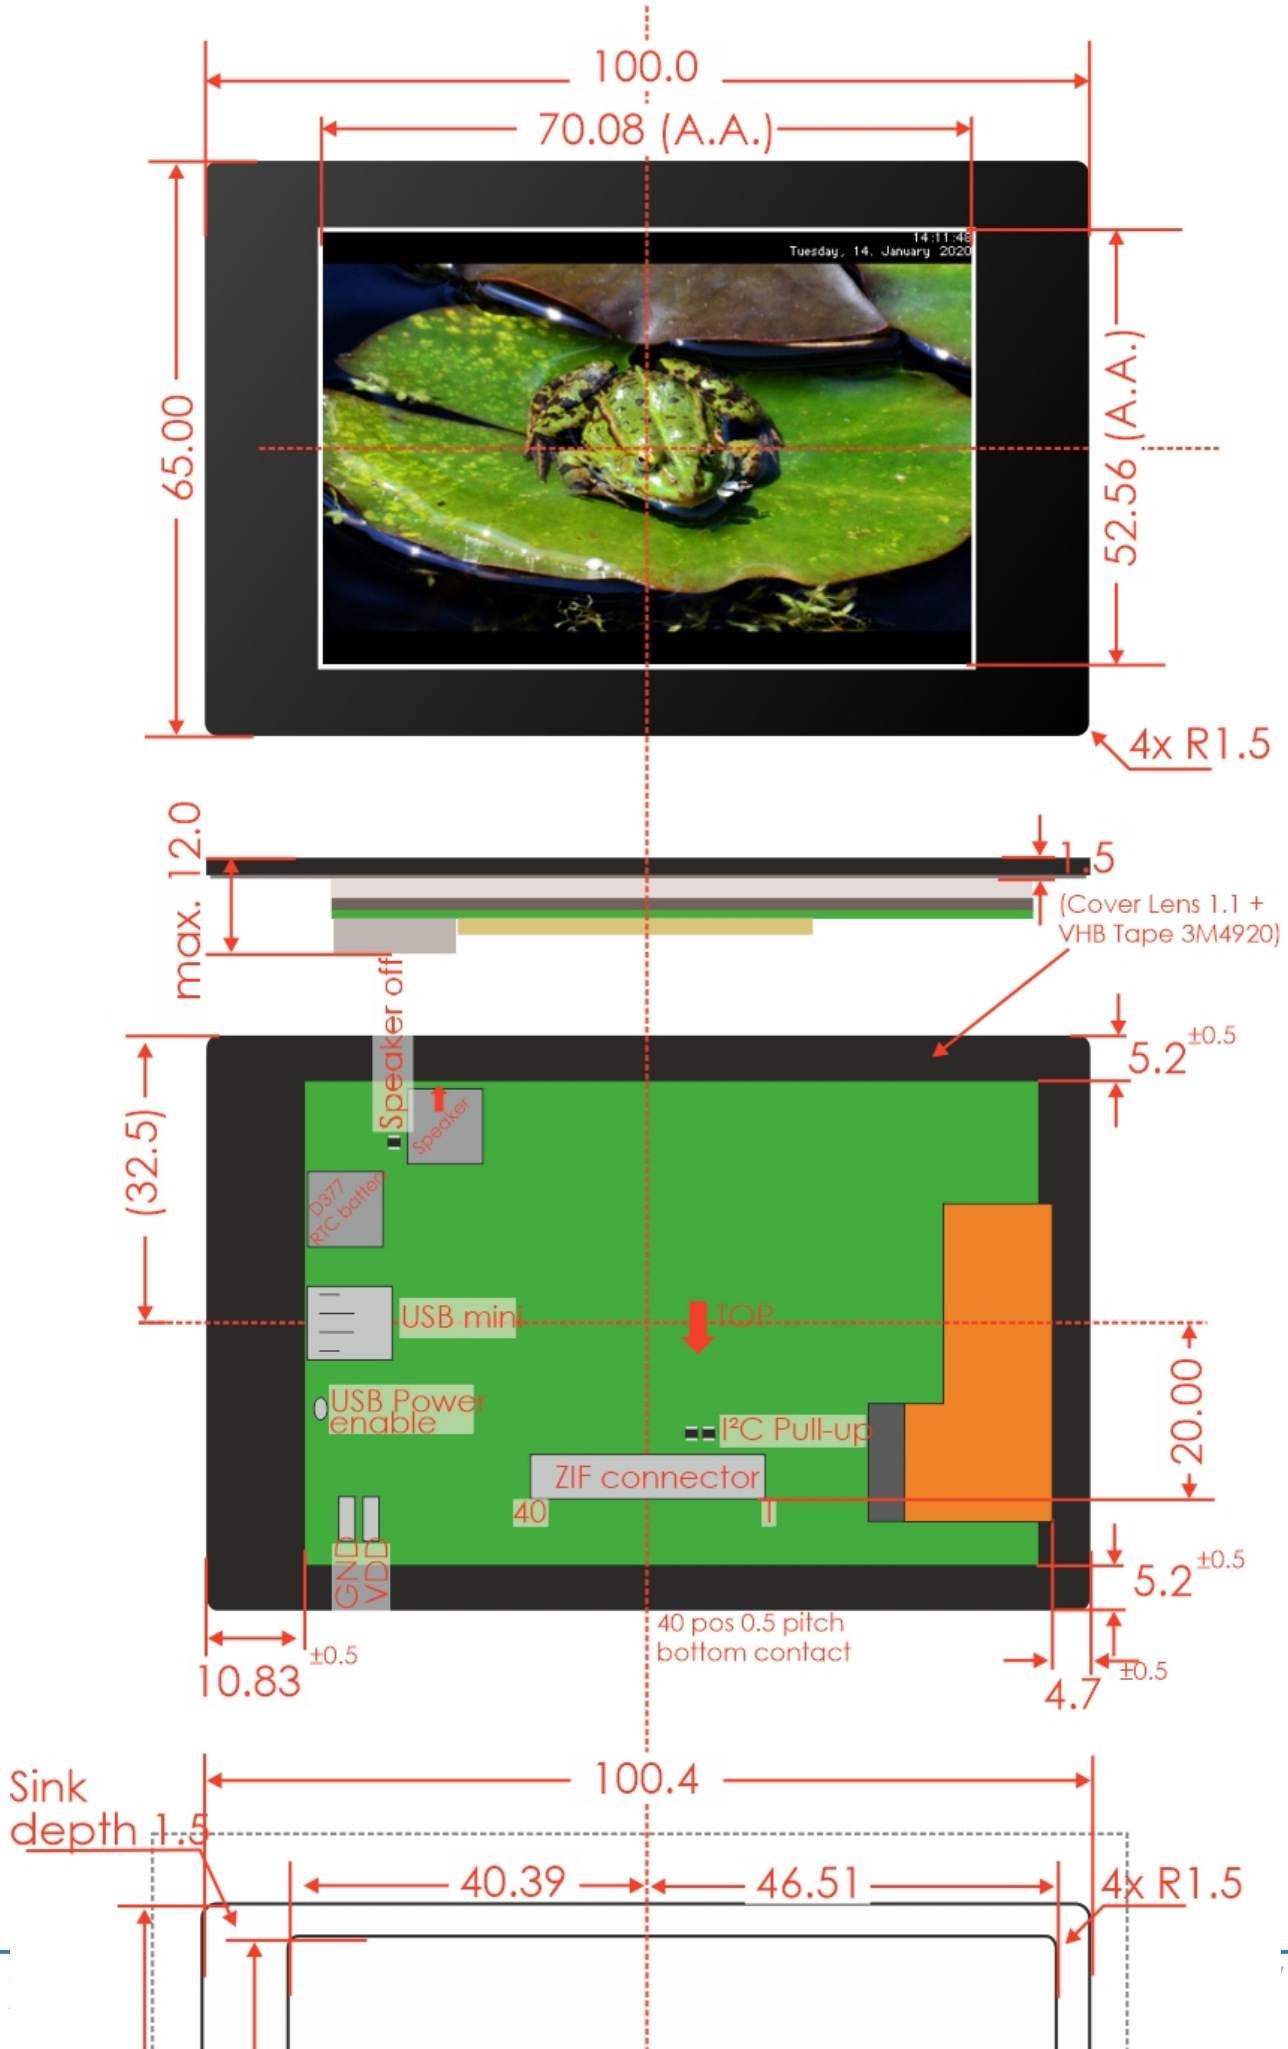 100.0
70.08 (A.A.)
14:11:48
Tuesday, 14. January 2020
65.00
52.56 (A.A.)
4x R1.5
max. 12.0
1.5
(Cover Lens 1.1 +
VHB Tape 3M4920)
Speaker off
5.2 ±0.5
(32.5)
Speaker
D377
RTC battery
USB mini
TOP
USB Power
enable
I²C Pull-up
20.00
ZIF connector
40
1
GND
VDD
5.2 ±0.5
40 pos 0.5 pitch
bottom contact
10.83 ±0.5
4.7 ±0.5
100.4
Sink
depth 1.5
40.39
46.51
4x R1.5